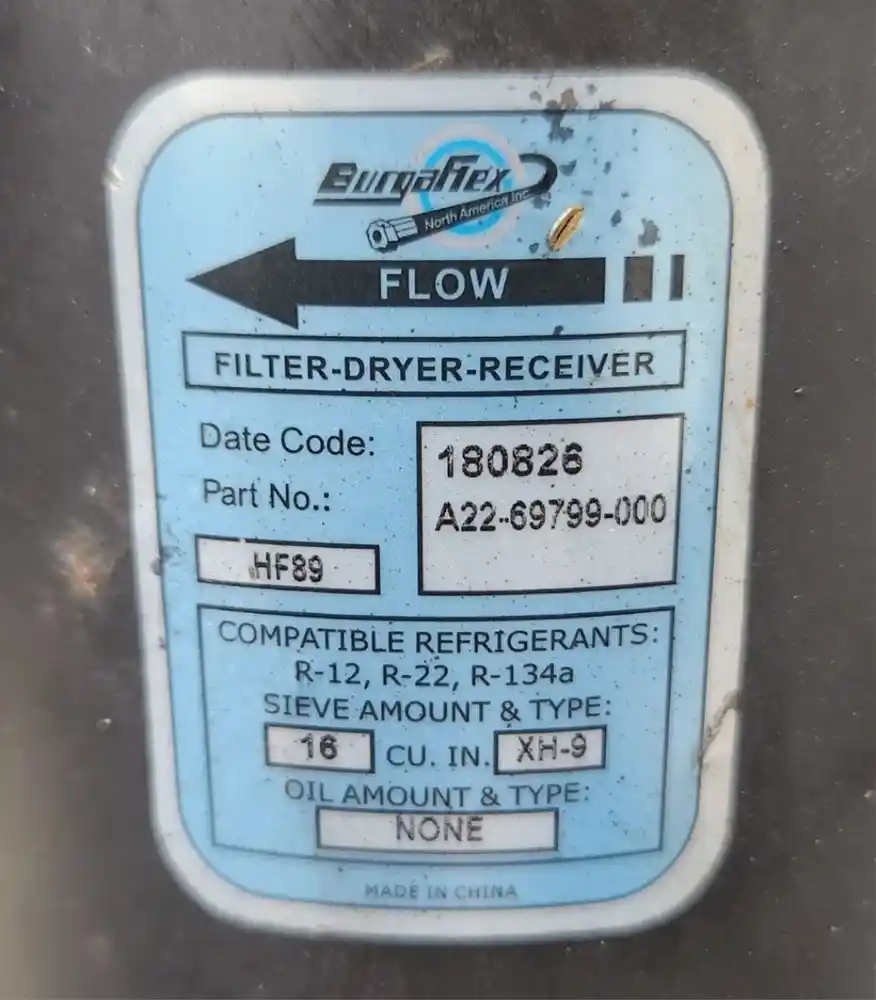 Burgaflex
North America Inc.
FLOW
FILTER-DRYER-RECEIVER
Date Code: 180826
Part No.: A22-69799-000
HF89
COMPATIBLE REFRIGERANTS:
R-12, R-22, R-134a
SIEVE AMOUNT & TYPE:
16 CU. IN. XH-9
OIL AMOUNT & TYPE:
NONE
MADE IN CHINA